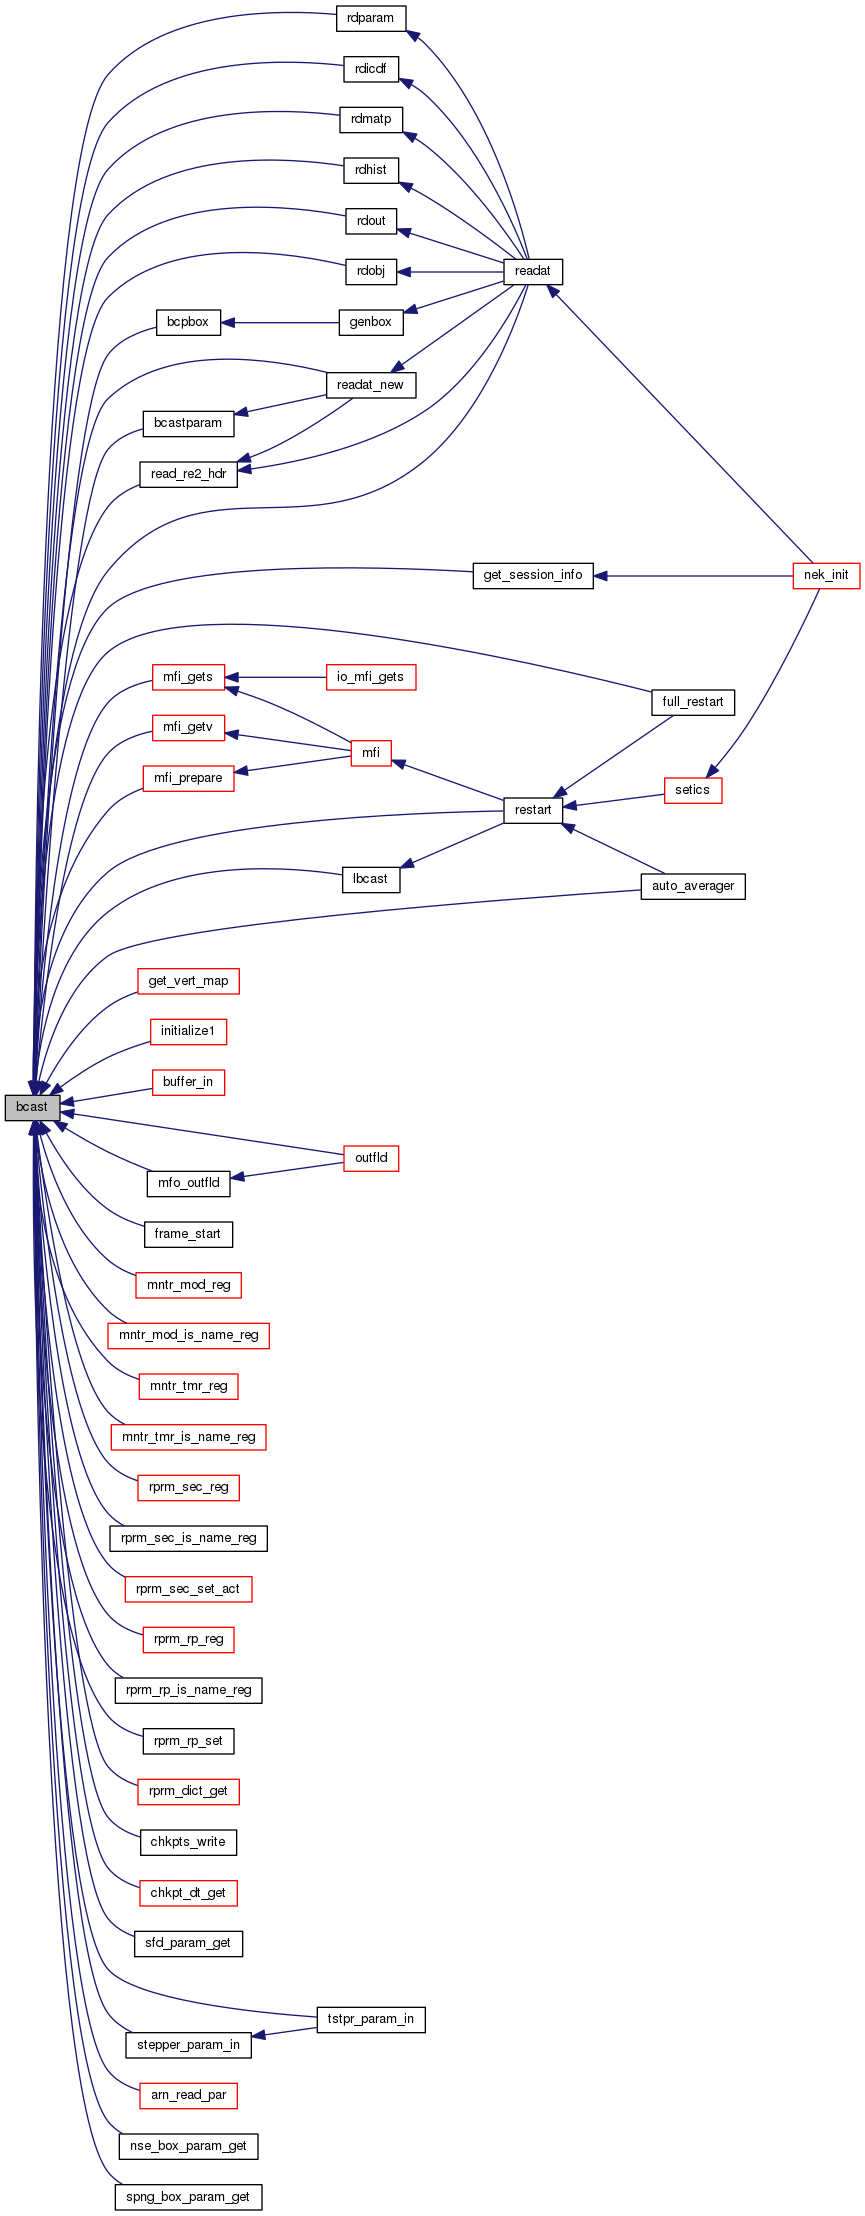 rdparam
rdicdf
rdmatp
rdhist
rdout
rdobj
readat
bcpbox
genbox
readat_new
bcastparam
read_re2_hdr
get_session_info
nek_init
mfi_gets
io_mfi_gets
full_restart
mfi_getv
mfi
mfi_prepare
setics
restart
lbcast
auto_averager
get_vert_map
initialize1
buffer_in
bcast
outfld
mfo_outfld
frame_start
mntr_mod_reg
mntr_mod_is_name_reg
mntr_tmr_reg
mntr_tmr_is_name_reg
rprm_sec_reg
rprm_sec_is_name_reg
rprm_sec_set_act
rprm_rp_reg
rprm_rp_is_name_reg
rprm_rp_set
rprm_dict_get
chkpts_write
chkpt_dt_get
sfd_param_get
tstpr_param_in
stepper_param_in
arn_read_par
nse_box_param_get
spng_box_param_get